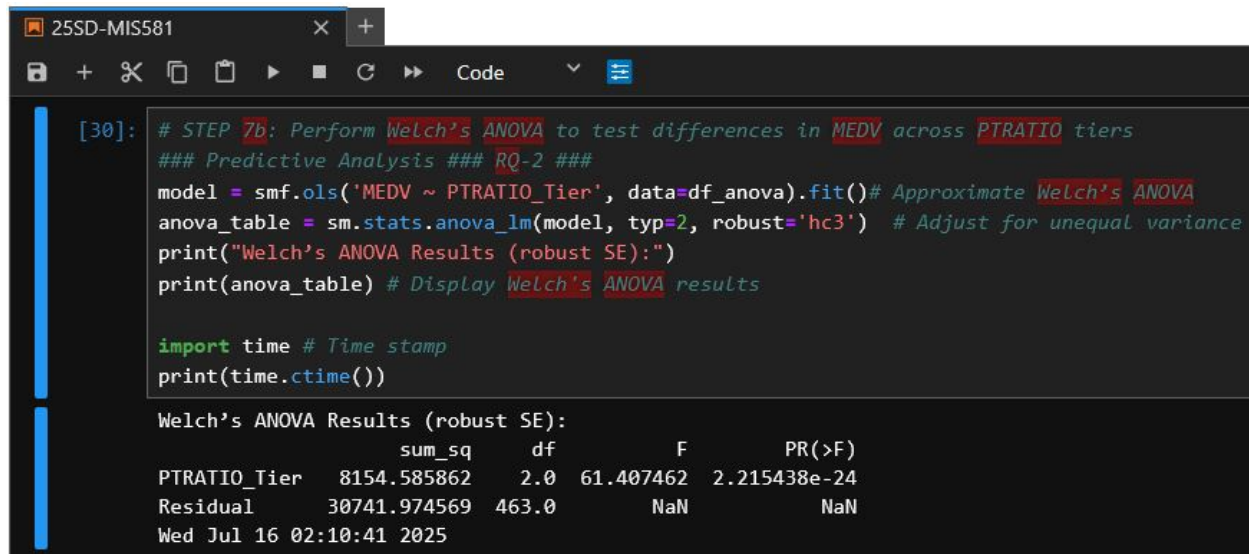 25SD-MIS581
Code
[30]: # STEP 7b: Perform Welch’s ANOVA to test differences in MEDV across PTRATIO tiers
### Predictive Analysis ### RQ-2 ###
model = smf.ols('MEDV ~ PTRATIO_Tier', data=df_anova).fit()# Approximate Welch’s ANOVA
anova_table = sm.stats.anova_lm(model, typ=2, robust='hc3')  # Adjust for unequal variance
print("Welch’s ANOVA Results (robust SE):")
print(anova_table) # Display Welch’s ANOVA results
import time # Time stamp
print(time.ctime())
Welch’s ANOVA Results (robust SE):
sum_sq df F PR(>F)
PTRATIO_Tier 8154.585862 2.0 61.407462 2.215438e-24
Residual 30741.974569 463.0 NaN NaN
Wed Jul 16 02:10:41 2025